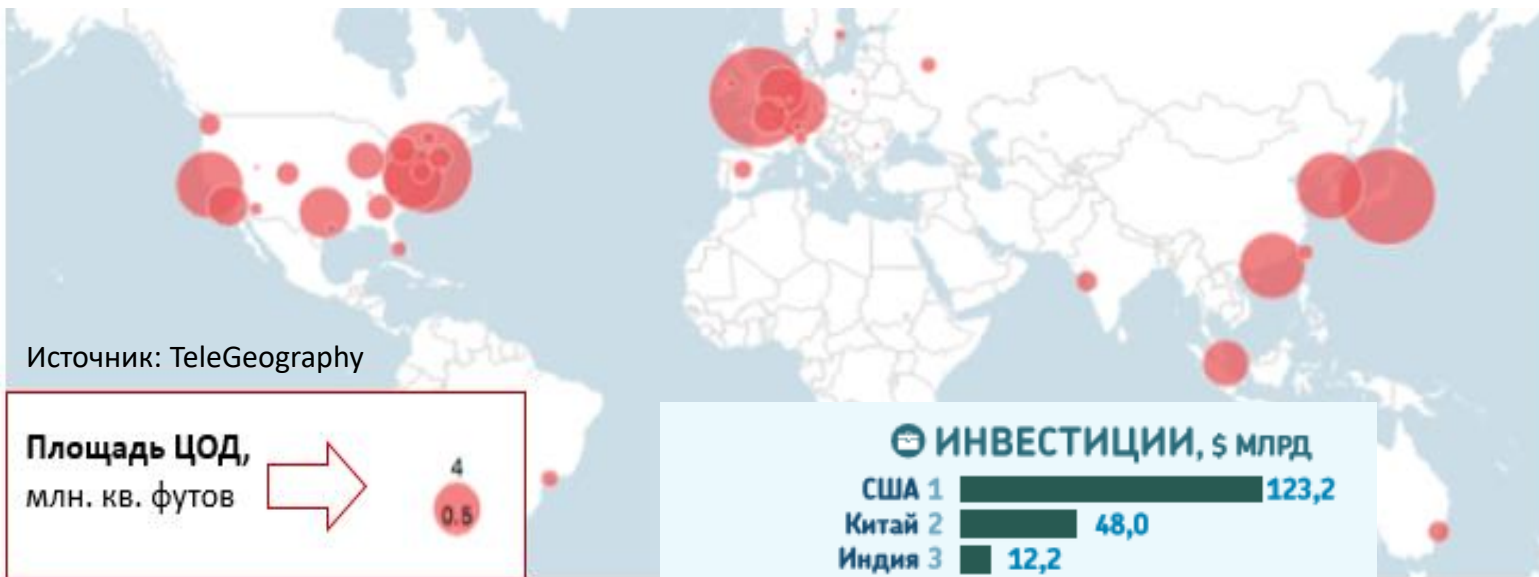 Источник: TeleGeography
Площадь ЦОД,
млн. кв. футов
4
0.5
ИНВЕСТИЦИИ, $ МЛРД
США 1 123,2
Китай 2 48,0
Индия 3 12,2